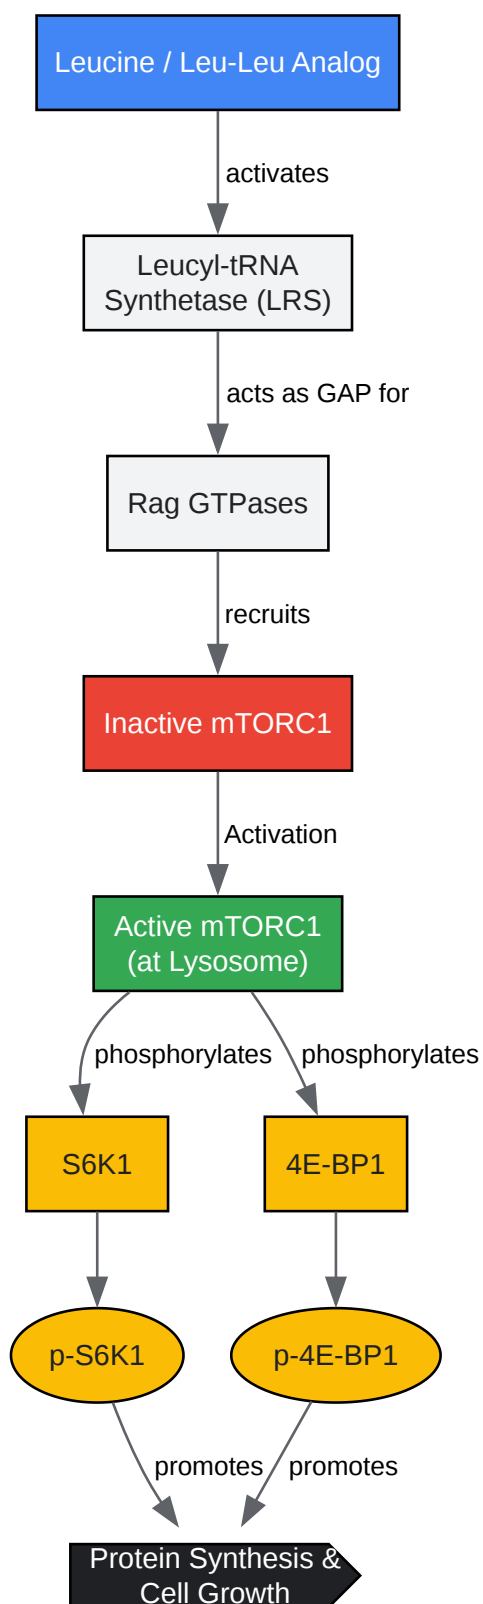 Leucine / Leu-Leu Analog
activates
Leucyl-tRNA
Synthetase (LRS)
acts as GAP for
Rag GTPases
recruits
Inactive mTORC1
Activation
Active mTORC1
(at Lysosome)
phosphorylates
phosphorylates
S6K1
4E-BP1
p-S6K1
p-4E-BP1
promotes
promotes
Protein Synthesis &
Cell Growth